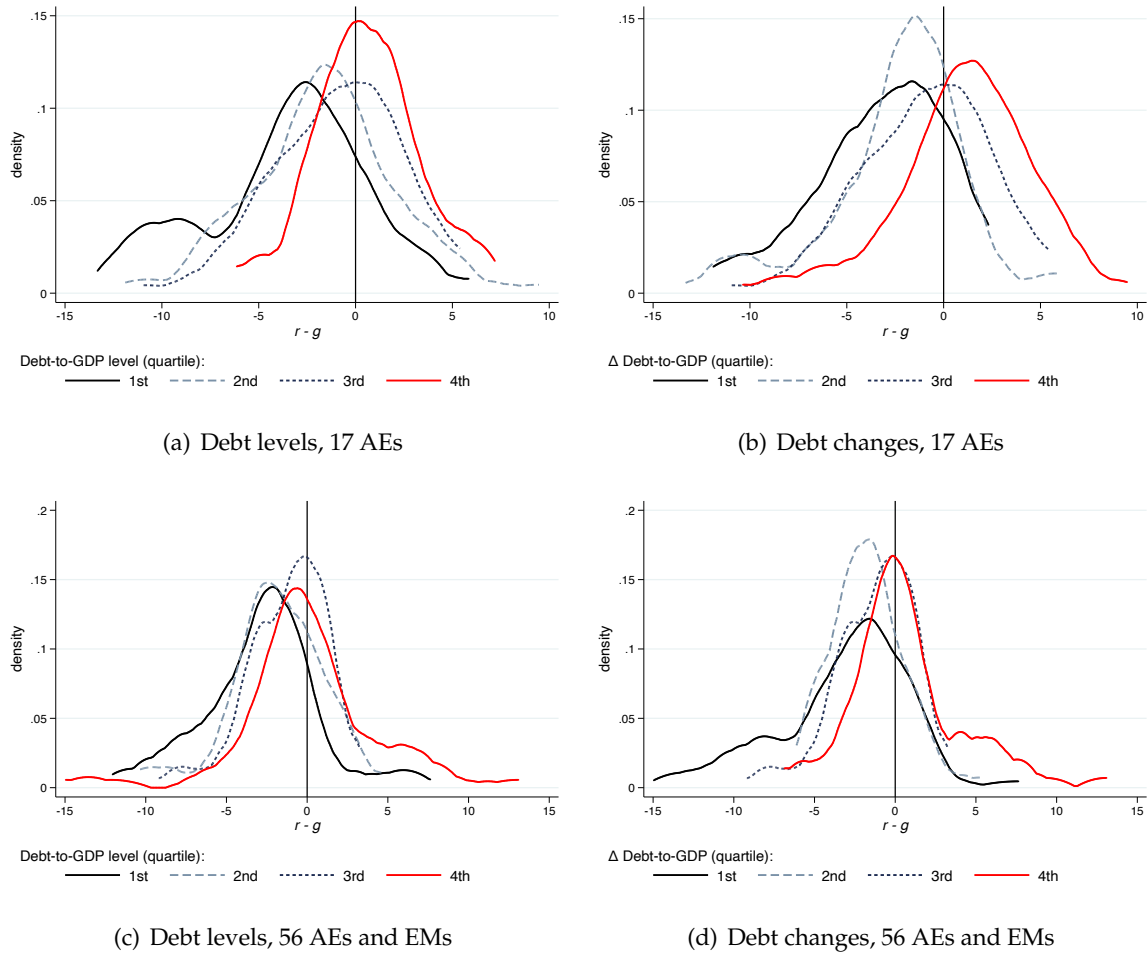 .15
.1
.05
0
density
-15 -10 -5 0 5 10
r - g
Debt-to-GDP level (quartile):
1st 2nd 3rd 4th
(a) Debt levels, 17 AEs
.15
.1
.05
0
density
-15 -10 -5 0 5 10
r - g
Δ Debt-to-GDP (quartile):
1st 2nd 3rd 4th
(b) Debt changes, 17 AEs
.2
.15
.1
.05
0
density
-15 -10 -5 0 5 10 15
r - g
Debt-to-GDP level (quartile):
1st 2nd 3rd 4th
(c) Debt levels, 56 AEs and EMs
.2
.15
.1
.05
0
density
-15 -10 -5 0 5 10 15
r - g
Δ Debt-to-GDP (quartile):
1st 2nd 3rd 4th
(d) Debt changes, 56 AEs and EMs